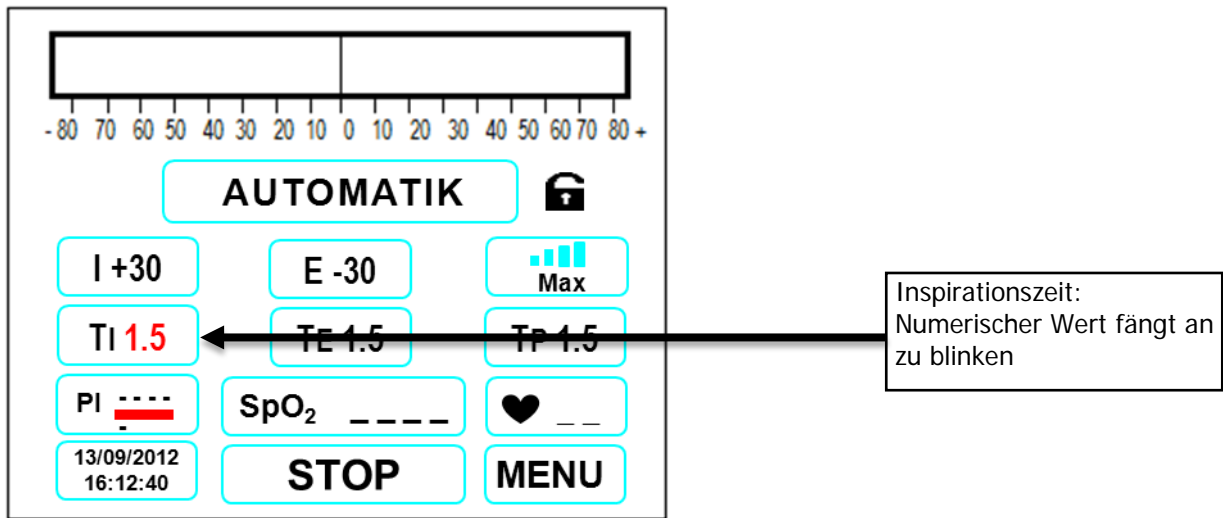 - 80 70 60 50 40 30 20 10 0 10 20 30 40 50 60 70 80 +
AUTOMATIK
I +30 E -30 Max
TI 1.5 TE 1.5 TP 1.5
Inspirationszeit:
Numerischer Wert fängt an
zu blinken
PI - - - - -
SpO₂ _ _ _ _
_ _
13/09/2012
16:12:40
STOP MENU